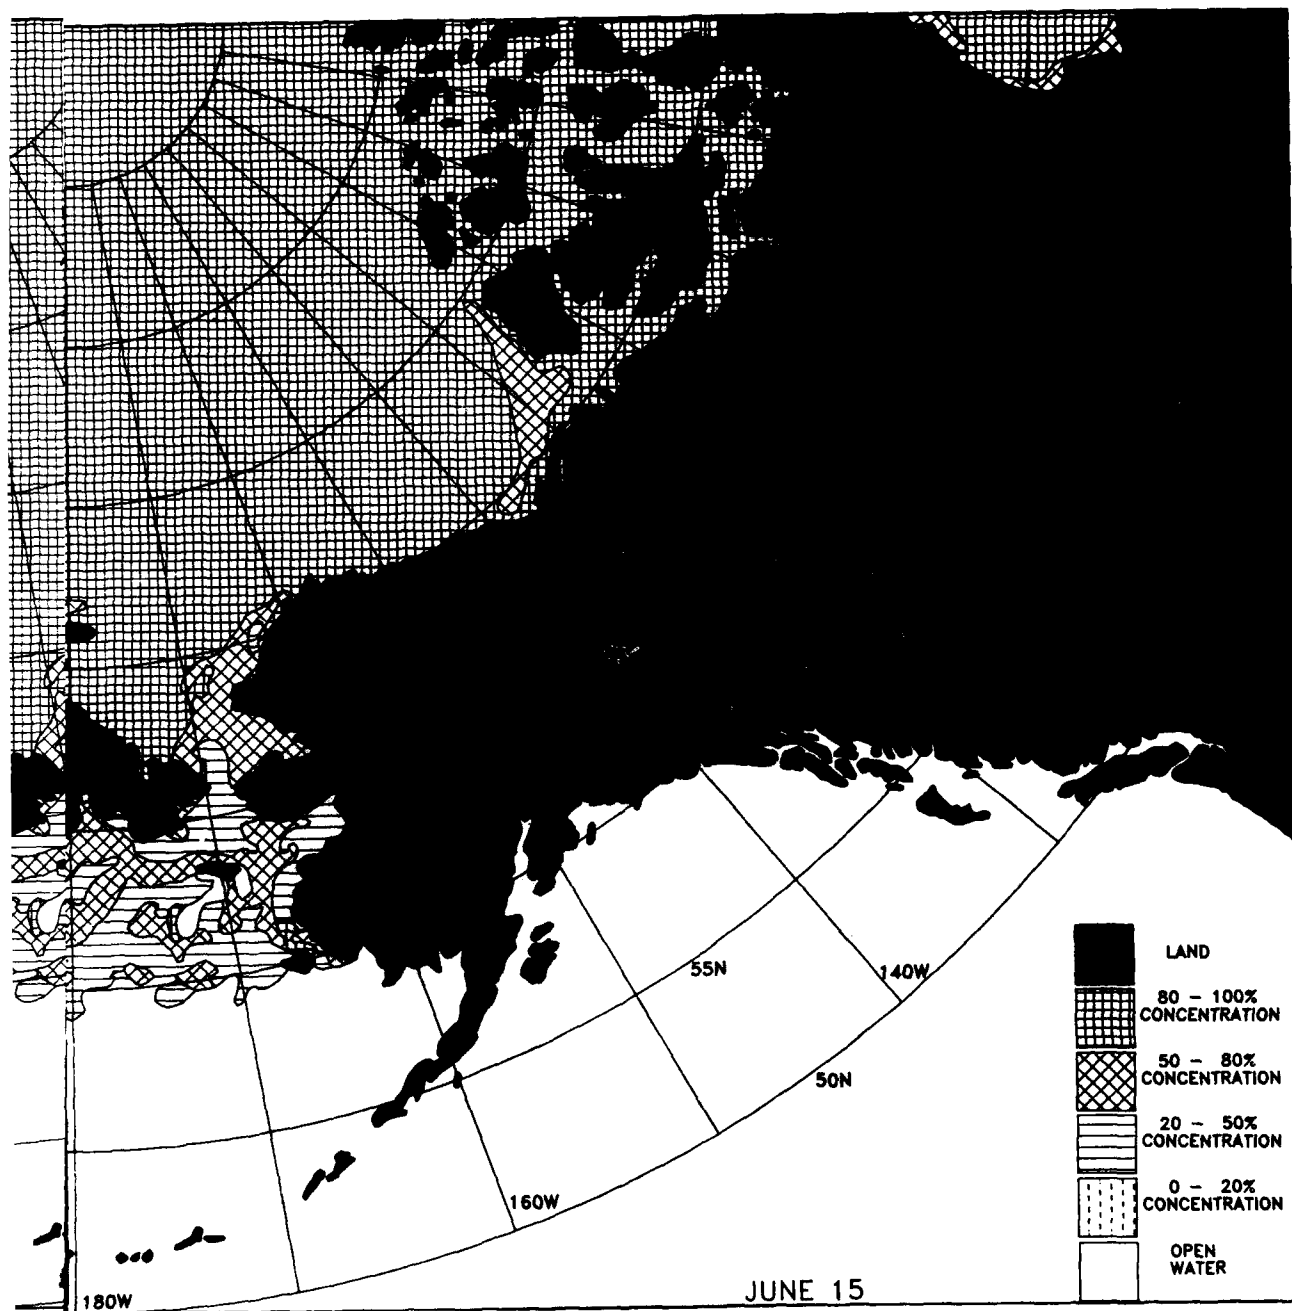 LAND
80 - 100%
CONCENTRATION
50 - 80%
CONCENTRATION
20 - 50%
CONCENTRATION
0 - 20%
CONCENTRATION
OPEN
WATER
55N
140W
50N
160W
180W
JUNE 15